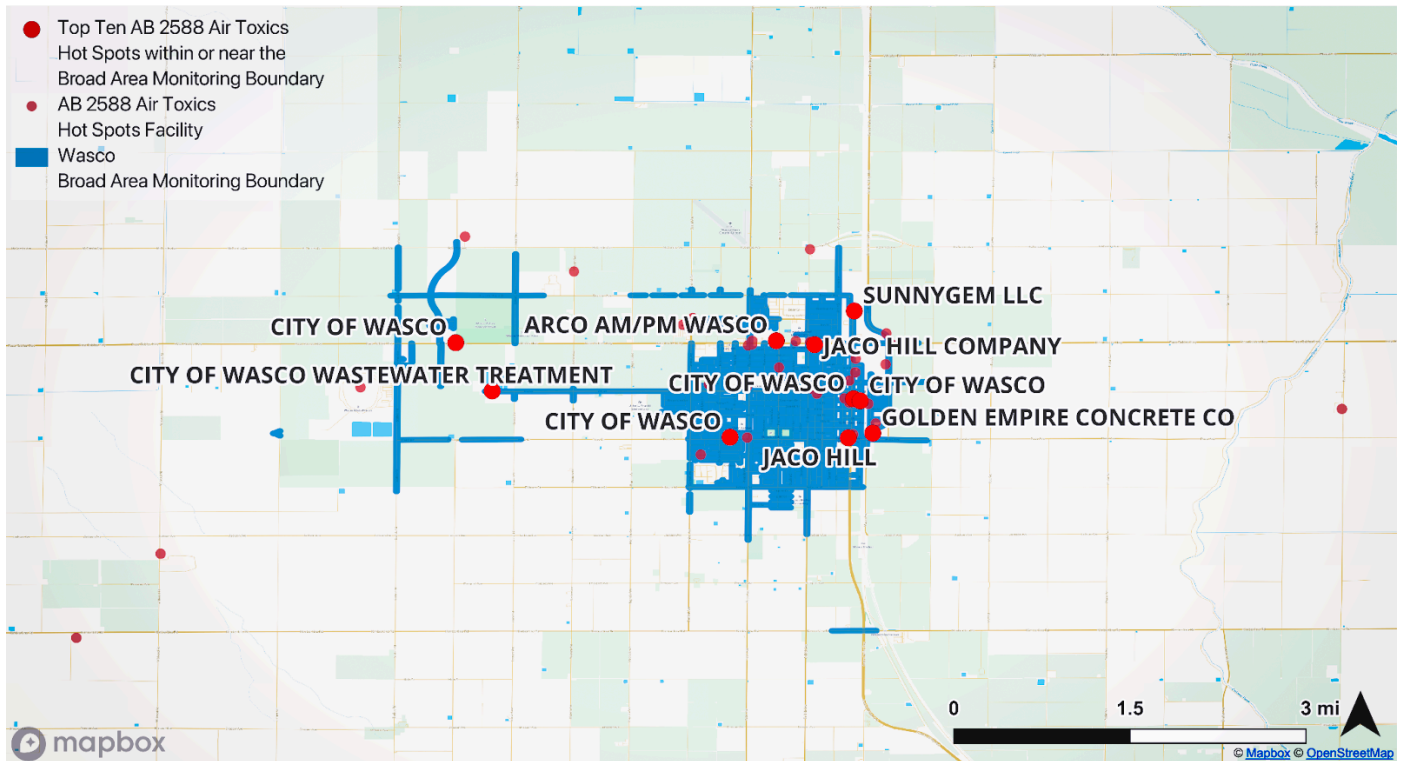 Top Ten AB 2588 Air Toxics
Hot Spots within or near the
Broad Area Monitoring Boundary
AB 2588 Air Toxics
Hot Spots Facility
Wasco
Broad Area Monitoring Boundary
SUNNYGEM LLC
CITY OF WASCO
ARCO AM/PM WASCO
JACO HILL COMPANY
CITY OF WASCO WASTEWATER TREATMENT
CITY OF WASCO
CITY OF WASCO
CITY OF WASCO
GOLDEN EMPIRE CONCRETE CO
JACO HILL
0 1.5 3 mi
mapbox
© Mapbox © OpenStreetMap